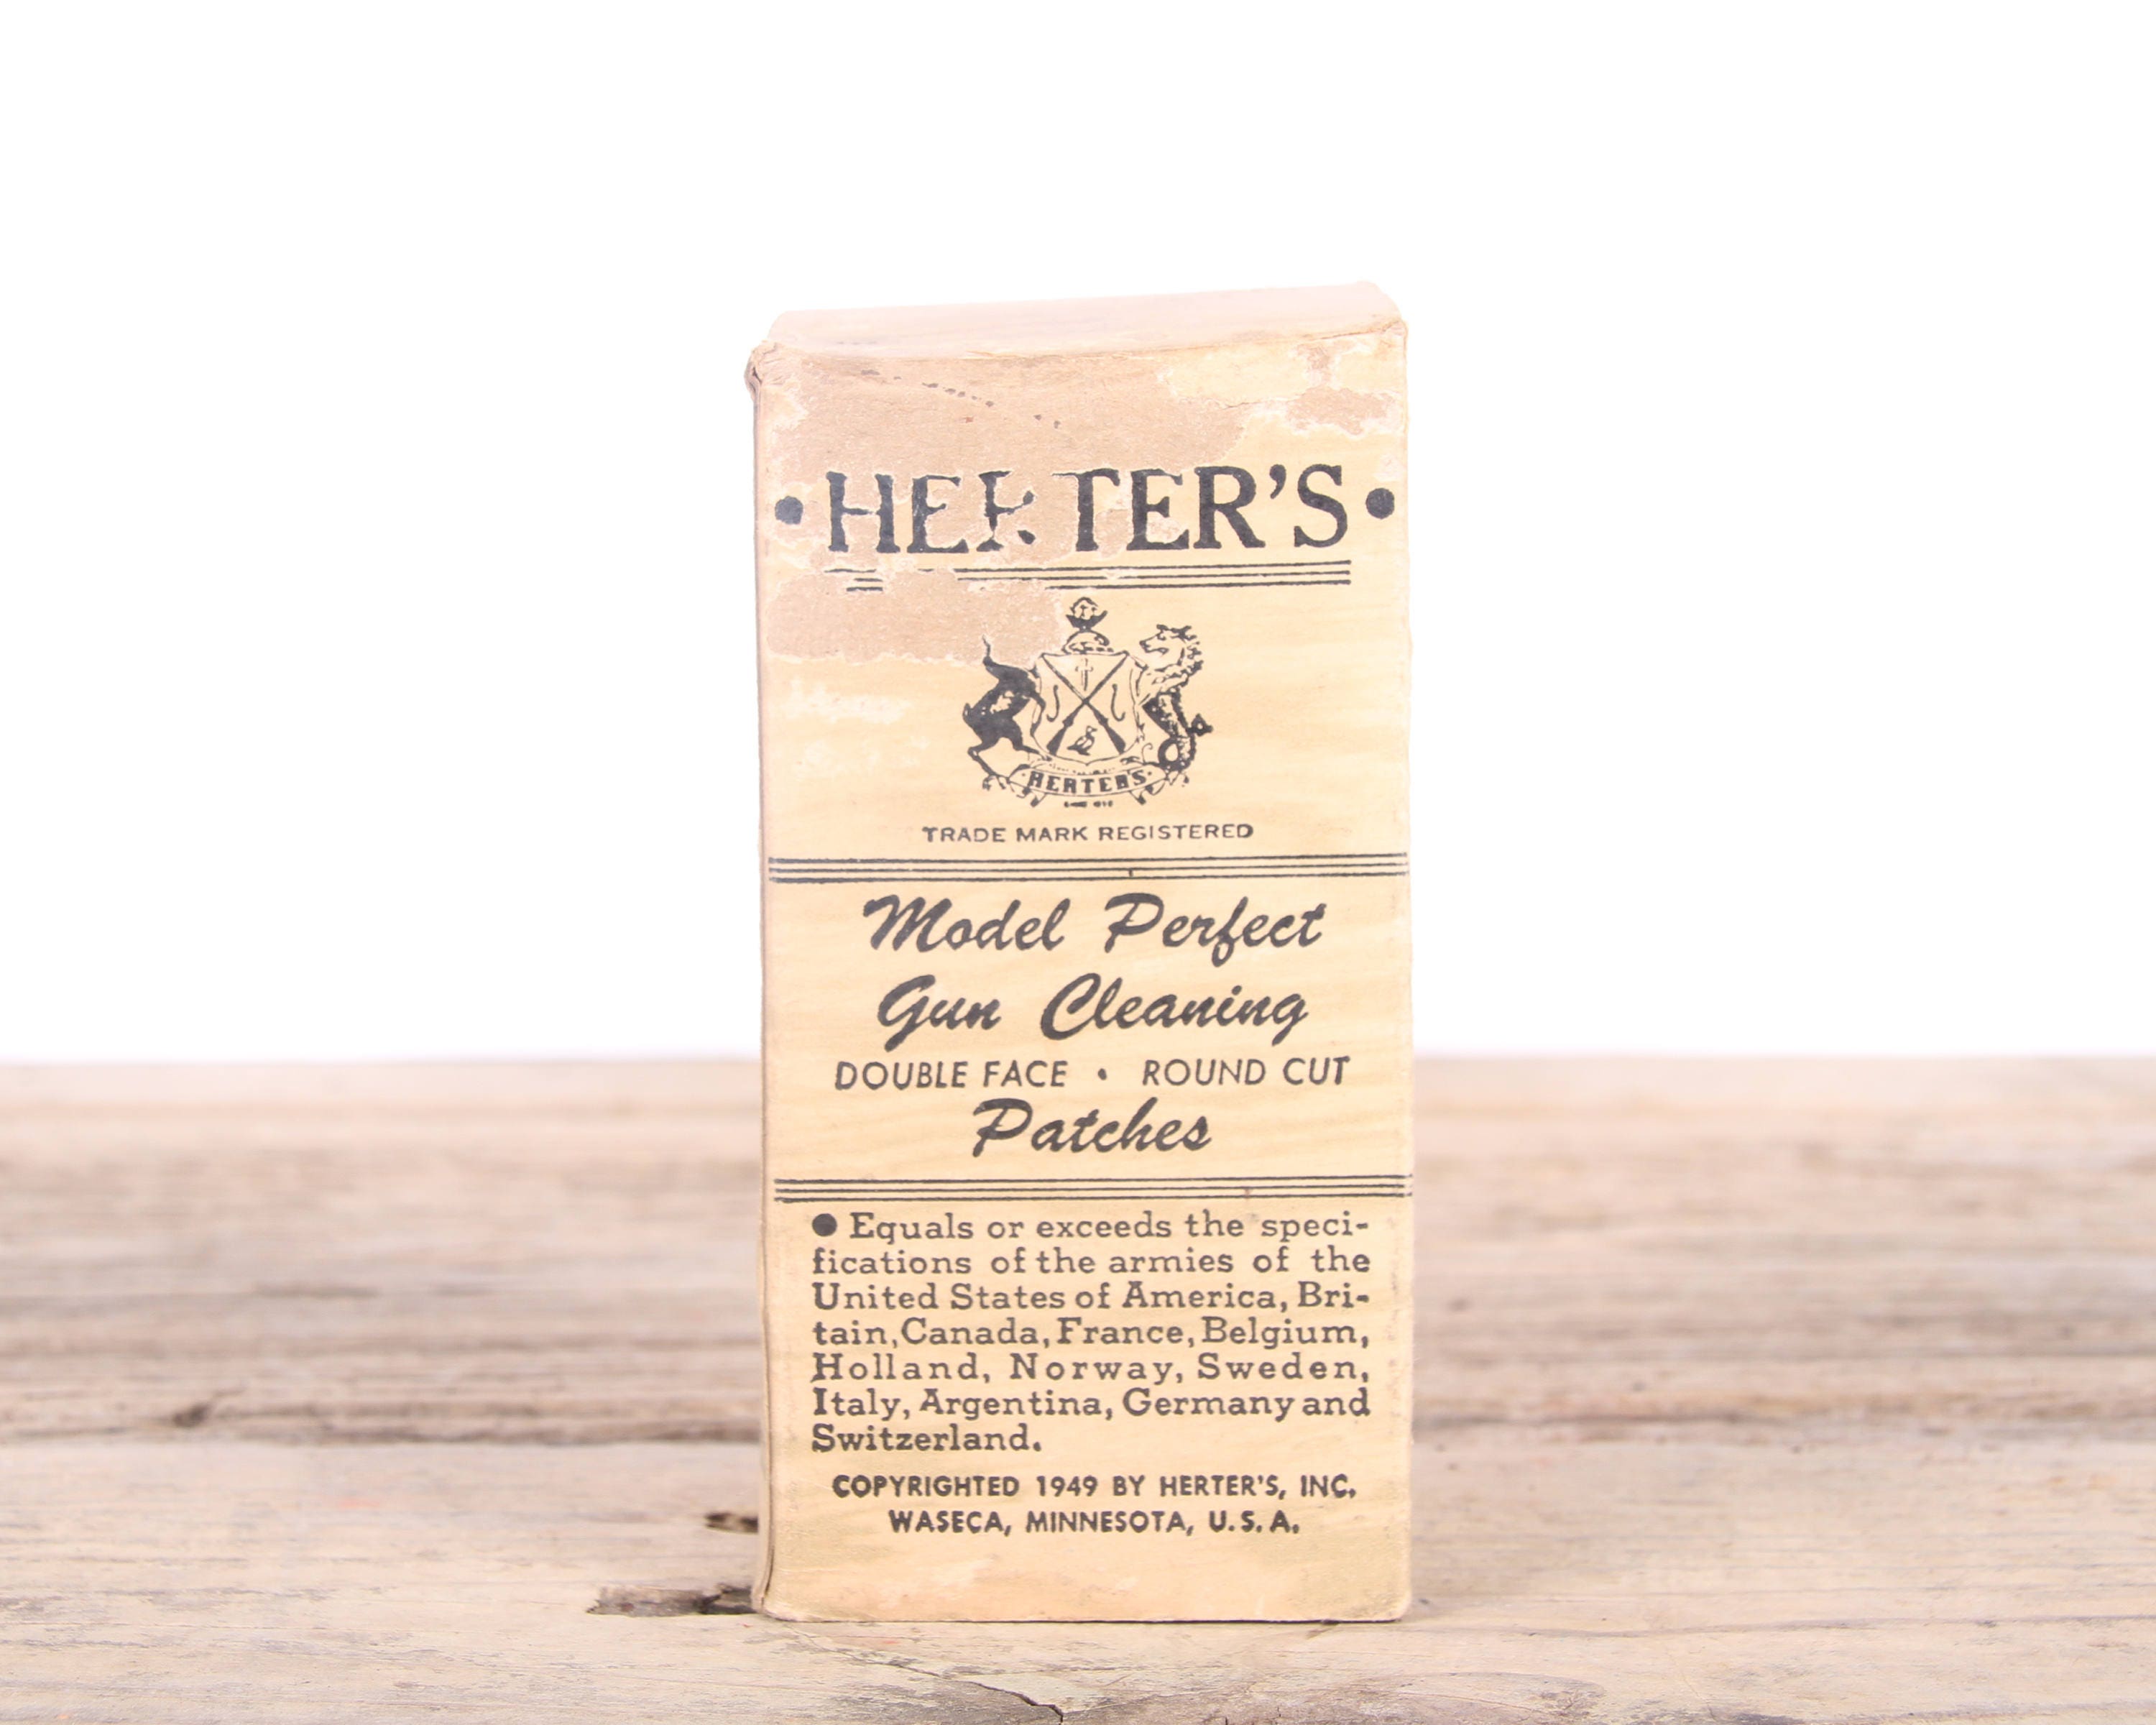 • HERTER'S •
HERTER'S
TRADE MARK REGISTERED
Model Perfect
Gun Cleaning
DOUBLE FACE • ROUND CUT
Patches
● Equals or exceeds the speci-
fications of the armies of the
United States of America, Bri-
tain, Canada, France, Belgium,
Holland, Norway, Sweden,
Italy, Argentina, Germany and
Switzerland.
COPYRIGHTED 1949 BY HERTER'S, INC.
WASECA, MINNESOTA, U.S.A.